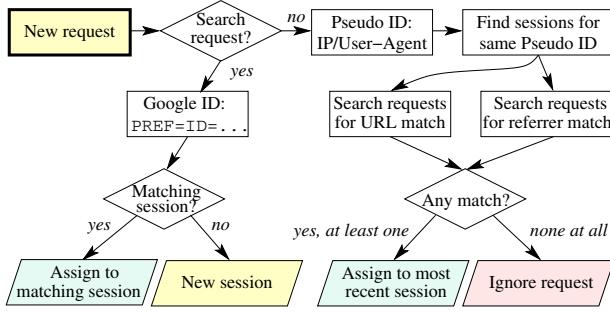 New request
Search
request?
no
Pseudo ID:
IP/User−Agent
Find sessions for
same Pseudo ID
yes
Google ID:
PREF=ID=...
Search requests
for URL match
Search requests
for referrer match
Matching
session?
Any match?
yes
no
yes, at least one
none at all
Assign to
matching session
New session
Assign to most
recent session
Ignore request